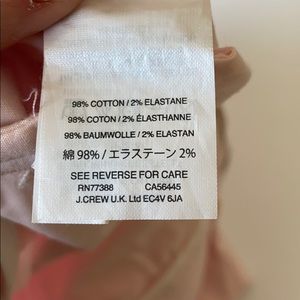 98% COTTON / 2% ELASTANE
98% COTON / 2% ÉLASTHANNE
98% BAUMWOLLE / 2% ELASTAN
綿 98% / エラステーン 2%
SEE REVERSE FOR CARE
RN77388 CA56445
J.CREW U.K. Ltd EC4V 6JA